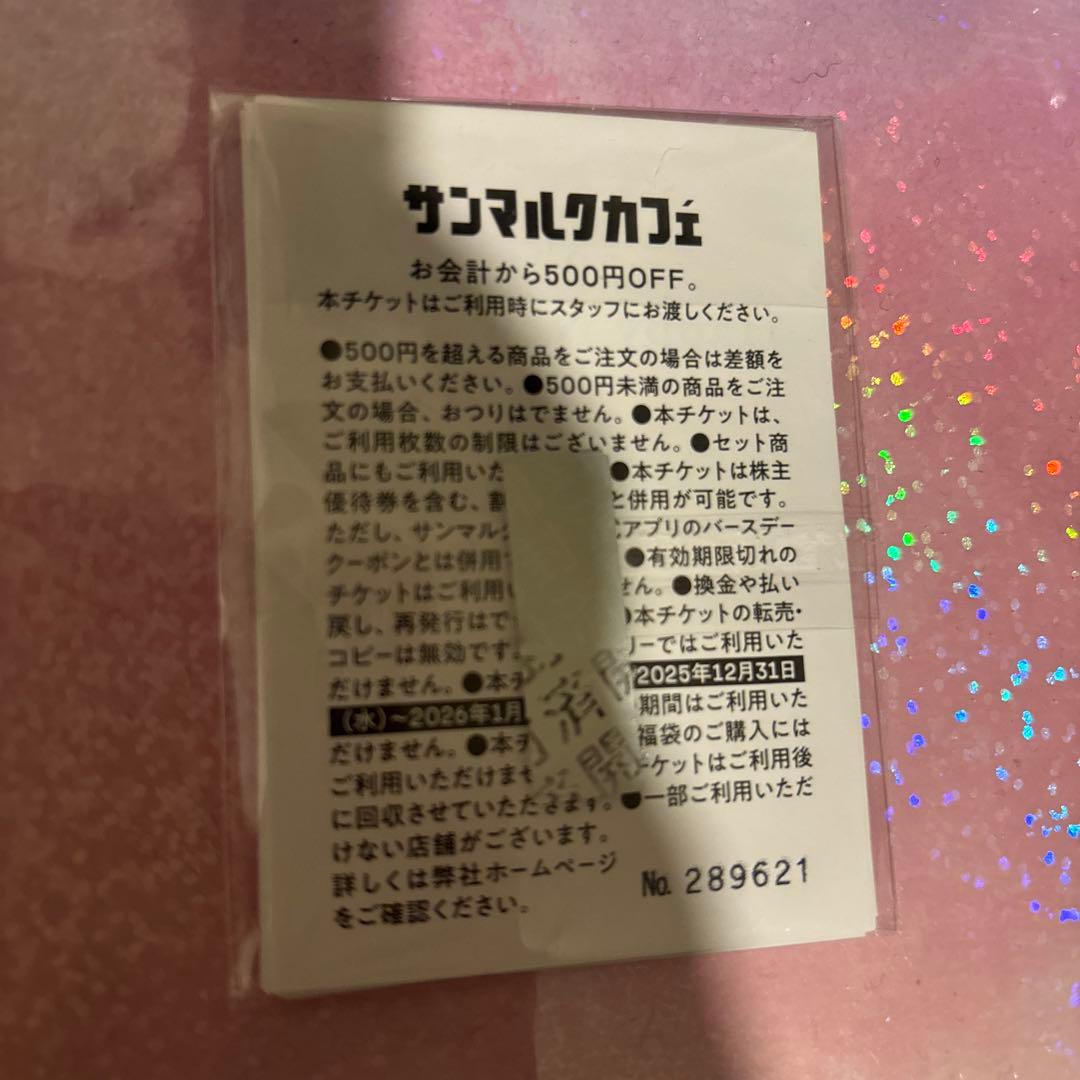 サンマルクカフェ
お会計から500円OFF。
本チケットはご利用時にスタッフにお渡しください。
●500円を超える商品をご注文の場合は差額を
お支払いください。●500円未満の商品をご注
文の場合、おつりはでません。●本チケットは、
ご利用枚数の制限はございません。●セット商
品にもご利用いた ●本チケットは株主
優待券を含む、割 と併用が可能です。
ただし、サンマルク 式アプリのバースデー
クーポンとは併用 ●有効期限切れの
チケットはご利用い せん。●換金や払い
戻し、再発行はでき ●本チケットの転売・
コピーは無効です。 リーではご利用いた
だけません。●本チ 2025年12月31日
(水)~2026年1月 期間はご利用いた
だけません。●本チ 福袋のご購入には
ご利用いただけませ チケットはご利用後
に回収させていただきます。●一部ご利用いただ
けない店舗がございます。
詳しくは弊社ホームページ
をご確認ください。
No. 289621
済 開
開